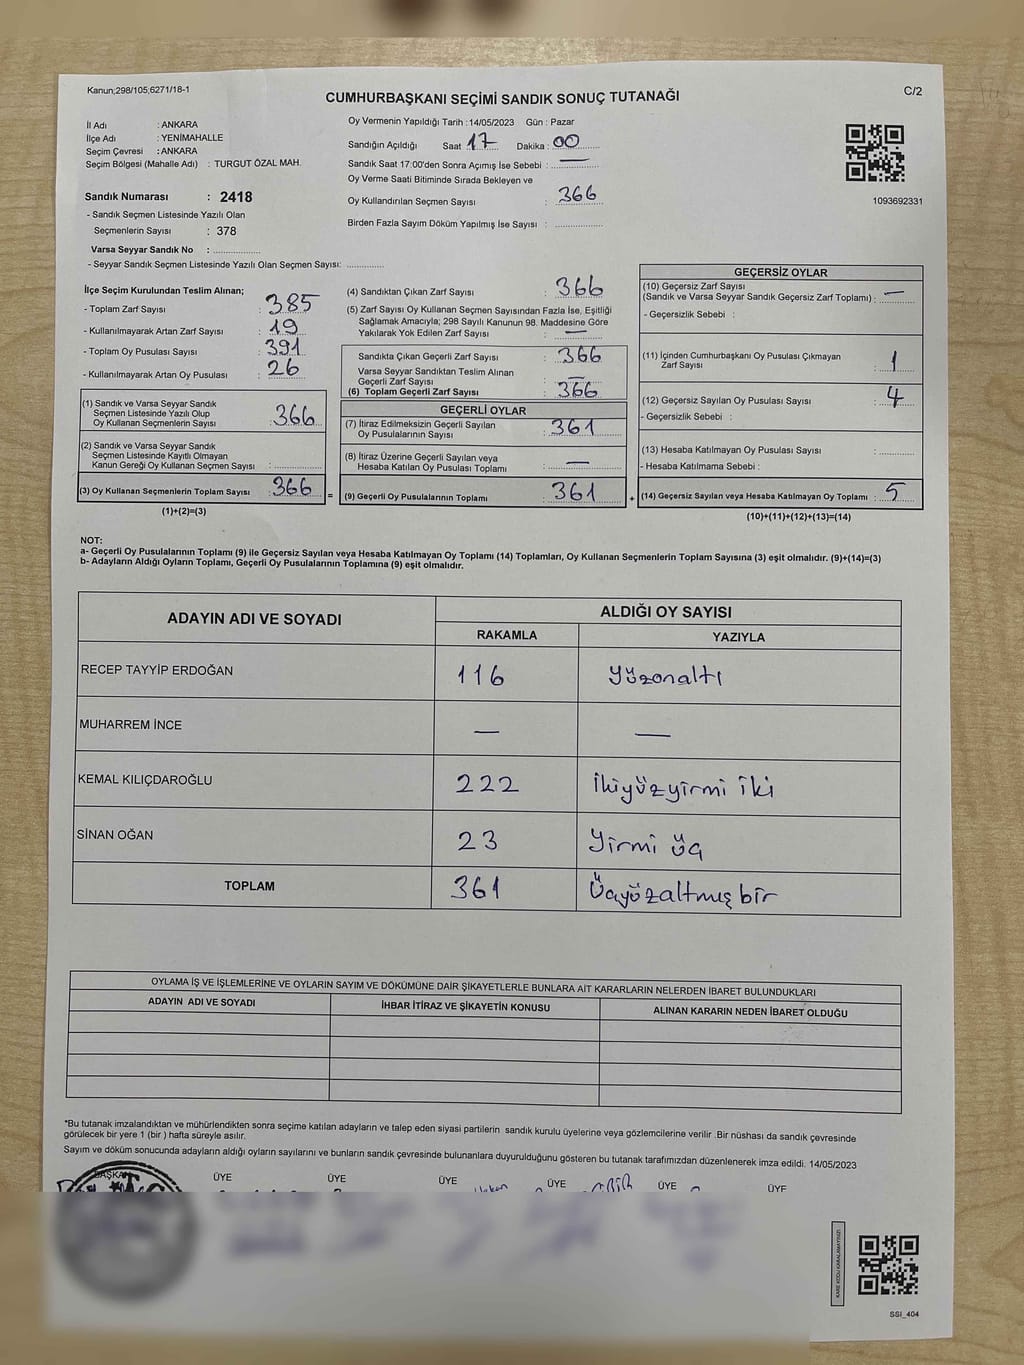 Kanun;298/105;6271/18-1
C/2
CUMHURBAŞKANI SEÇİMİ SANDIK SONUÇ TUTANAĞI
İl Adı : ANKARA
İlçe Adı : YENİMAHALLE
Seçim Çevresi : ANKARA
Seçim Bölgesi (Mahalle Adı) : TURGUT ÖZAL MAH.
Sandık Numarası : 2418
- Sandık Seçmen Listesinde Yazılı Olan
Seçmenlerin Sayısı : 378
Varsa Seyyar Sandık No : ..............
- Seyyar Sandık Seçmen Listesinde Yazılı Olan Seçmen Sayısı: ............
Oy Vermenin Yapıldığı Tarih : 14/05/2023 Gün : Pazar
Sandığın Açıldığı Saat 17 Dakika : 00
Sandık Saat 17:00'den Sonra Açımış İse Sebebi : —
Oy Verme Saati Bitiminde Sırada Bekleyen ve
Oy Kullandırılan Seçmen Sayısı : 366
Birden Fazla Sayım Döküm Yapılmış İse Sayısı : ............
1093692331
İlçe Seçim Kurulundan Teslim Alınan;
- Toplam Zarf Sayısı : 385
- Kullanılmayarak Artan Zarf Sayısı : 19
- Toplam Oy Pusulası Sayısı : 391
- Kullanılmayarak Artan Oy Pusulası : 26
(1) Sandık ve Varsa Seyyar Sandık
Seçmen Listesinde Yazılı Olup
Oy Kullanan Seçmenlerin Sayısı : 366
(2) Sandık ve Varsa Seyyar Sandık
Seçmen Listesinde Kayıtlı Olmayan
Kanun Gereği Oy Kullanan Seçmen Sayısı : ............
(3) Oy Kullanan Seçmenlerin Toplam Sayısı : 366
(1)+(2)=(3)
=
(4) Sandıktan Çıkan Zarf Sayısı : 366
(5) Zarf Sayısı Oy Kullanan Seçmen Sayısından Fazla İse, Eşitliği
Sağlamak Amacıyla; 298 Sayılı Kanunun 98. Maddesine Göre
Yakılarak Yok Edilen Zarf Sayısı : —
Sandıkta Çıkan Geçerli Zarf Sayısı : 366
Varsa Seyyar Sandıktan Teslim Alınan
Geçerli Zarf Sayısı : —
(6) Toplam Geçerli Zarf Sayısı : 366
GEÇERLİ OYLAR
(7) İtiraz Edilmeksizin Geçerli Sayılan
Oy Pusulalarının Sayısı : 361
(8) İtiraz Üzerine Geçerli Sayılan veya
Hesaba Katılan Oy Pusulası Toplamı : —
(9) Geçerli Oy Pusulalarının Toplamı : 361
+
GEÇERSİZ OYLAR
(10) Geçersiz Zarf Sayısı
(Sandık ve Varsa Seyyar Sandık Geçersiz Zarf Toplamı) : —
- Geçersizlik Sebebi :
(11) İçinden Cumhurbaşkanı Oy Pusulası Çıkmayan
Zarf Sayısı : 1
(12) Geçersiz Sayılan Oy Pusulası Sayısı : 4
- Geçersizlik Sebebi :
(13) Hesaba Katılmayan Oy Pusulası Sayısı : ............
- Hesaba Katılmama Sebebi :
(14) Geçersiz Sayılan veya Hesaba Katılmayan Oy Toplamı : 5
(10)+(11)+(12)+(13)=(14)
NOT:
a- Geçerli Oy Pusulalarının Toplamı (9) ile Geçersiz Sayılan veya Hesaba Katılmayan Oy Toplamı (14) Toplamları, Oy Kullanan Seçmenlerin Toplam Sayısına (3) eşit olmalıdır. (9)+(14)=(3)
b- Adayların Aldığı Oyların Toplamı, Geçerli Oy Pusulalarının Toplamına (9) eşit olmalıdır.
ADAYIN ADI VE SOYADI ALDIĞI OY SAYISI
RAKAMLA YAZIYLA
RECEP TAYYİP ERDOĞAN 116 yüzonaltı
MUHARREM İNCE — —
KEMAL KILIÇDAROĞLU 222 İkiyüzyirmi iki
SİNAN OĞAN 23 Yirmi üç
TOPLAM 361 Üçyüzaltmış bir
OYLAMA İŞ VE İŞLEMLERİNE VE OYLARIN SAYIM VE DÖKÜMÜNE DAİR ŞİKAYETLERLE BUNLARA AİT KARARLARIN NELERDEN İBARET BULUNDUKLARI
ADAYIN ADI VE SOYADI İHBAR İTİRAZ VE ŞİKAYETİN KONUSU ALINAN KARARIN NEDEN İBARET OLDUĞU
*Bu tutanak imzalandıktan ve mühürlendikten sonra seçime katılan adayların ve talep eden siyasi partilerin sandık kurulu üyelerine veya gözlemcilerine verilir .Bir nüshası da sandık çevresinde
görülecek bir yere 1 (bir ) hafta süreyle asılır.
Sayım ve döküm sonucunda adayların aldığı oyların sayılarını ve bunların sandık çevresinde bulunanlara duyurulduğunu gösteren bu tutanak tarafımızdan düzenlenerek imza edildi. 14/05/2023
BAŞKAN ÜYE ÜYE ÜYE ÜYE ÜYE ÜYE
KARE KODU KARALAMAYINIZ!
SSI_404